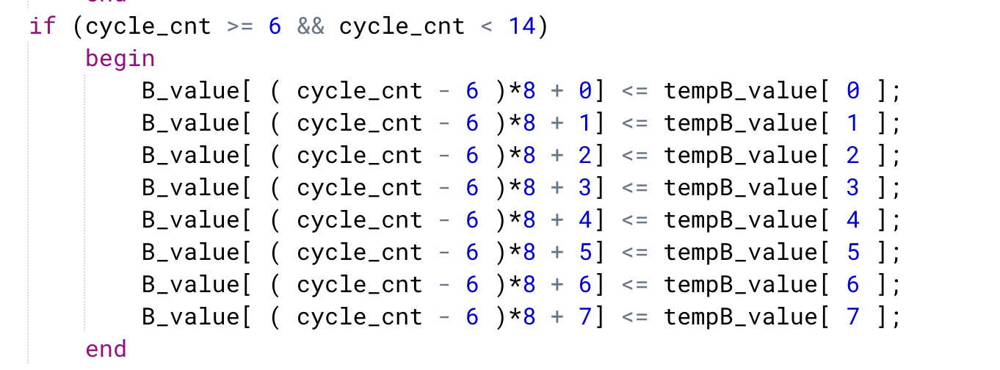 end
if (cycle_cnt >= 6 && cycle_cnt < 14)
begin
B_value[ ( cycle_cnt - 6 )*8 + 0] <= tempB_value[ 0 ];
B_value[ ( cycle_cnt - 6 )*8 + 1] <= tempB_value[ 1 ];
B_value[ ( cycle_cnt - 6 )*8 + 2] <= tempB_value[ 2 ];
B_value[ ( cycle_cnt - 6 )*8 + 3] <= tempB_value[ 3 ];
B_value[ ( cycle_cnt - 6 )*8 + 4] <= tempB_value[ 4 ];
B_value[ ( cycle_cnt - 6 )*8 + 5] <= tempB_value[ 5 ];
B_value[ ( cycle_cnt - 6 )*8 + 6] <= tempB_value[ 6 ];
B_value[ ( cycle_cnt - 6 )*8 + 7] <= tempB_value[ 7 ];
end